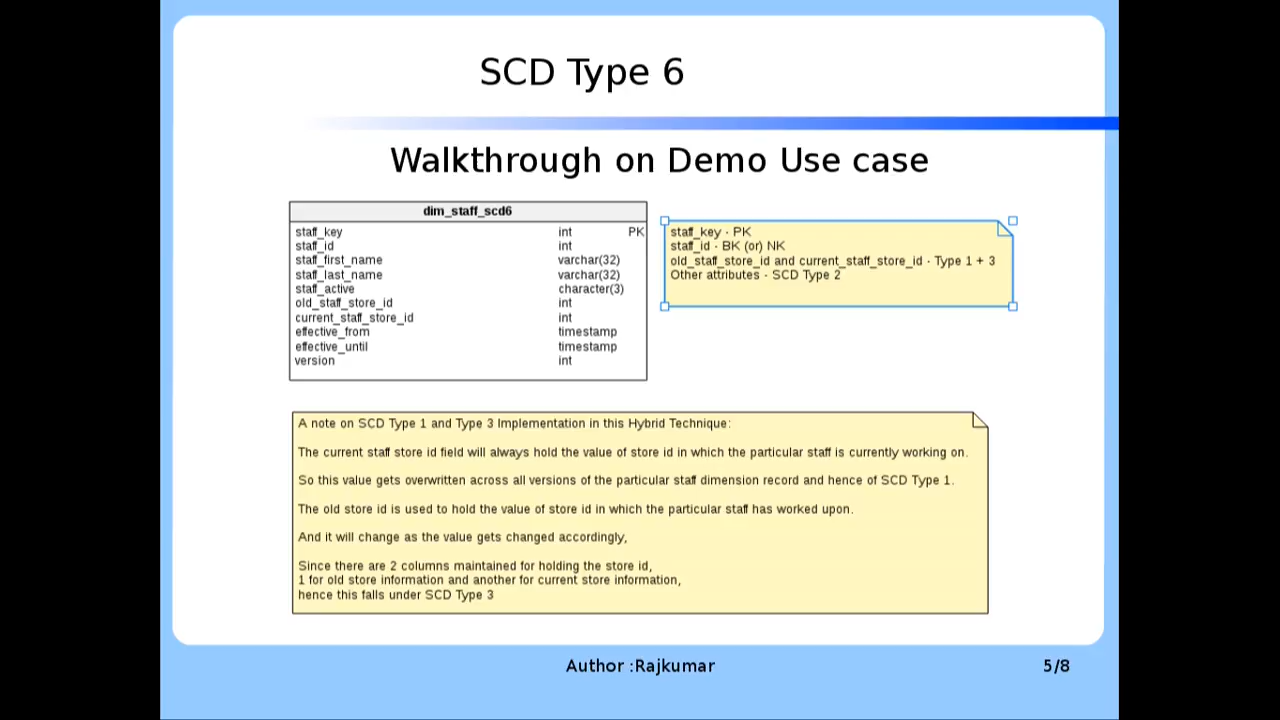 SCD Type 6
Walkthrough on Demo Use case
dim_staff_scd6
staff_key int PK
staff_id int
staff_first_name varchar(32)
staff_last_name varchar(32)
staff_active character(3)
old_staff_store_id int
current_staff_store_id int
effective_from timestamp
effective_until timestamp
version int
staff_key - PK
staff_id - BK (or) NK
old_staff_store_id and current_staff_store_id - Type 1 + 3
Other attributes - SCD Type 2
A note on SCD Type 1 and Type 3 Implementation in this Hybrid Technique:
The current staff store id field will always hold the value of store id in which the particular staff is currently working on.
So this value gets overwritten across all versions of the particular staff dimension record and hence of SCD Type 1.
The old store id is used to hold the value of store id in which the particular staff has worked upon.
And it will change as the value gets changed accordingly,
Since there are 2 columns maintained for holding the store id,
1 for old store information and another for current store information,
hence this falls under SCD Type 3
Author :Rajkumar
5/8